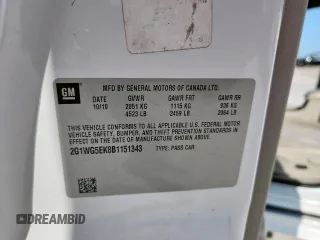 GM
MFD BY GENERAL MOTORS OF CANADA LTD.
DATE GVWR GAWR FRT GAWR RR
10/10 2051 KG 1115 KG 936 KG
4523 LB 2459 LB 2064 LB
THIS VEHICLE CONFORMS TO ALL APPLICABLE U.S. FEDERAL MOTOR
VEHICLE SAFETY, BUMPER, AND THEFT PREVENTION STANDARDS
IN EFFECT ON THE DATE OF MANUFACTURE SHOWN ABOVE.
2G1WG5EK8B1151343 TYPE: PASS CAR
© ChromeBidHistory